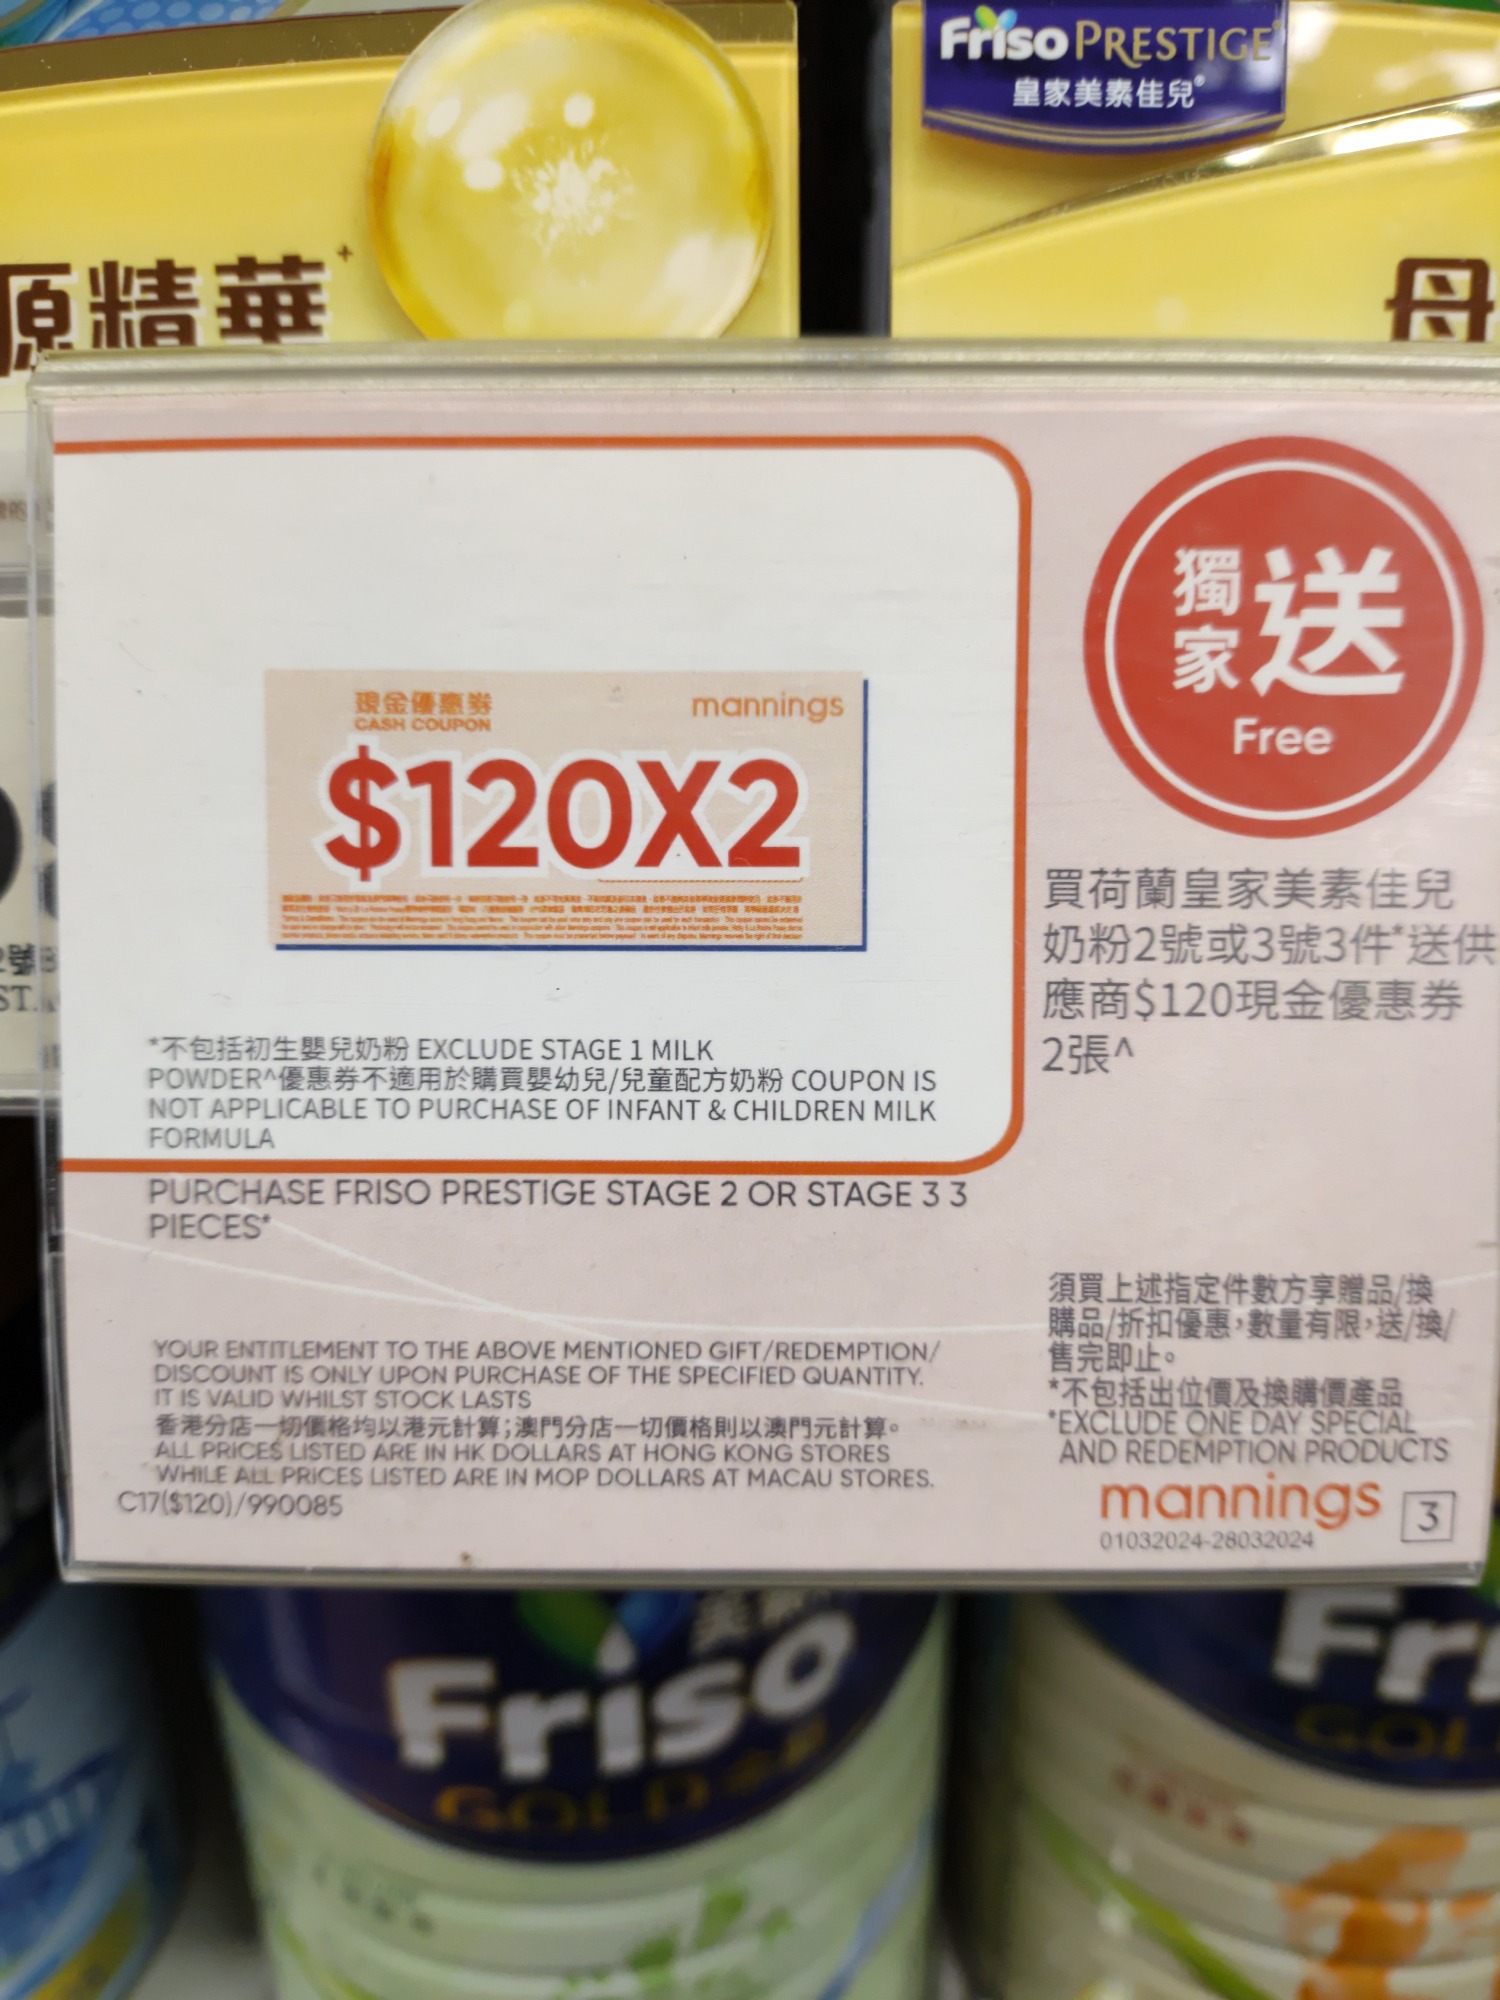 Friso PRESTIGE
皇家美素佳兒®
原精華+
母
獨家 送
Free
現金優惠券
CASH COUPON
mannings
$120X2
買荷蘭皇家美素佳兒
奶粉2號或3號3件*送供
應商$120現金優惠券
2張^
*不包括初生嬰兒奶粉 EXCLUDE STAGE 1 MILK
POWDER^優惠券不適用於購買嬰幼兒/兒童配方奶粉 COUPON IS
NOT APPLICABLE TO PURCHASE OF INFANT & CHILDREN MILK
FORMULA
PURCHASE FRISO PRESTIGE STAGE 2 OR STAGE 3 3
PIECES*
YOUR ENTITLEMENT TO THE ABOVE MENTIONED GIFT/REDEMPTION/
DISCOUNT IS ONLY UPON PURCHASE OF THE SPECIFIED QUANTITY.
IT IS VALID WHILST STOCK LASTS
香港分店一切價格均以港元計算;澳門分店一切價格則以澳門元計算。
ALL PRICES LISTED ARE IN HK DOLLARS AT HONG KONG STORES
WHILE ALL PRICES LISTED ARE IN MOP DOLLARS AT MACAU STORES.
C17($120)/990085
須買上述指定件數方享贈品/換
購品/折扣優惠,數量有限,送/換/
售完即止。
*不包括出位價及換購價產品
*EXCLUDE ONE DAY SPECIAL
AND REDEMPTION PRODUCTS
mannings 3
01032024-28032024
Friso
GOLD
Fri
GOL